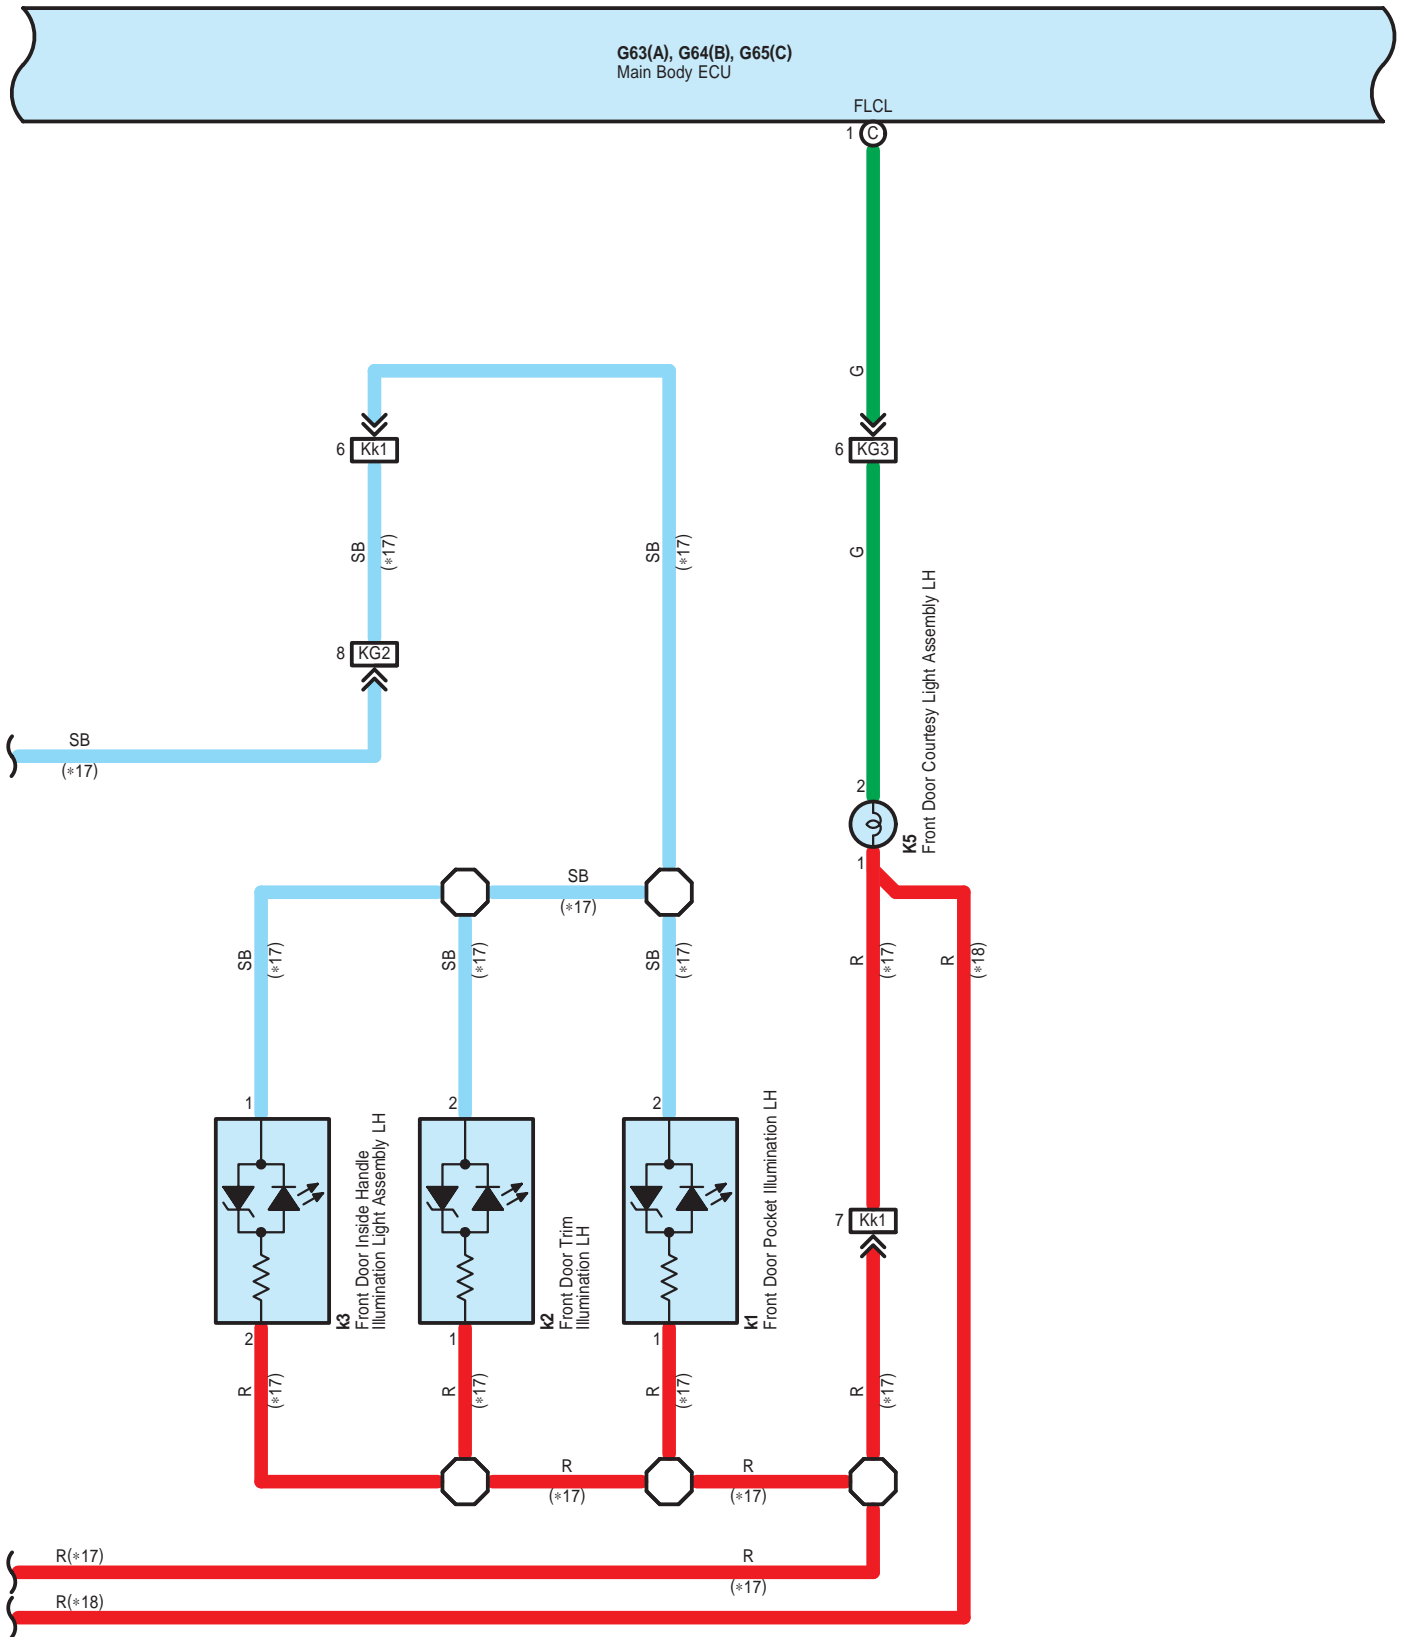 G63(A), G64(B), G65(C)
Main Body ECU
FLCL
1 C
G
6 Kk1
6 KG3
SB
(*17)
SB
(*17)
G
8 KG2
SB
(*17)
2
K5
Front Door Courtesy Light Assembly LH
1
SB
(*17)
SB
(*17)
SB
(*17)
SB
(*17)
R
(*17)
R
(*18)
1
2
2
k3
Front Door Inside Handle
Illumination Light Assembly LH
k2
Front Door Trim
Illumination LH
k1
Front Door Pocket Illumination LH
7 Kk1
2
1
1
R
(*17)
R
(*17)
R
(*17)
R
(*17)
R
(*17)
R
(*17)
R(*17)
R
(*17)
R(*18)